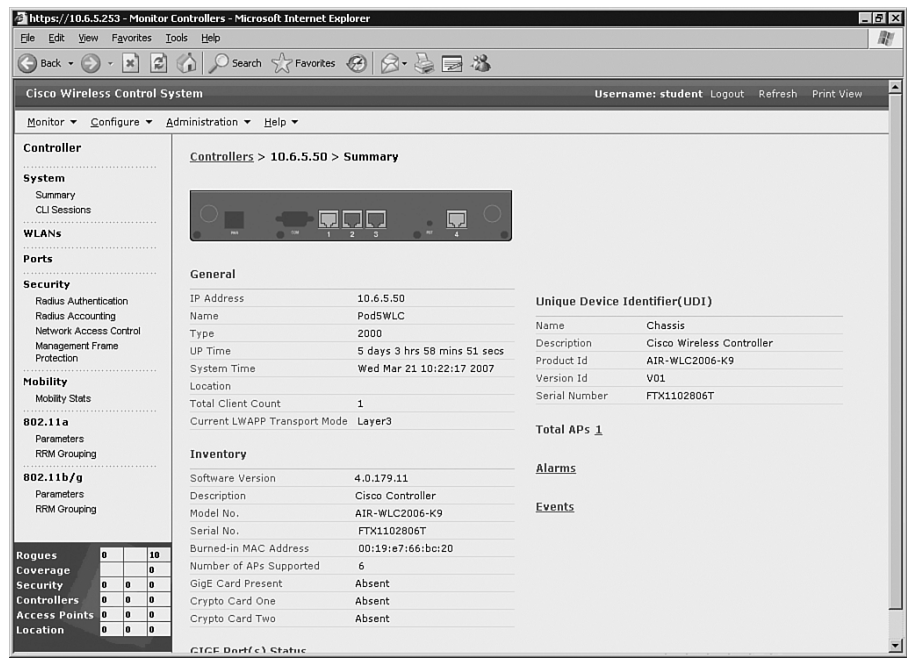 https://10.6.5.253 - Monitor Controllers - Microsoft Internet Explorer
File Edit View Favorites Tools Help
Back Search Favorites
Cisco Wireless Control System Username: student Logout Refresh Print View
Monitor Configure Administration Help
Controller
System
Summary
CLI Sessions
WLANs
Ports
Security
Radius Authentication
Radius Accounting
Network Access Control
Management Frame
Protection
Mobility
Mobility Stats
802.11a
Parameters
RRM Grouping
802.11b/g
Parameters
RRM Grouping
Rogues 0 10
Coverage 0
Security 0 0 0
Controllers 0 0 0
Access Points 0 0 0
Location 0 0 0
Controllers > 10.6.5.50 > Summary
1 2 3 4
General
IP Address 10.6.5.50
Name Pod5WLC
Type 2000
UP Time 5 days 3 hrs 58 mins 51 secs
System Time Wed Mar 21 10:22:17 2007
Location
Total Client Count 1
Current LWAPP Transport Mode Layer3
Inventory
Software Version 4.0.179.11
Description Cisco Controller
Model No. AIR-WLC2006-K9
Serial No. FTX1102806T
Burned-in MAC Address 00:19:e7:66:bc:20
Number of APs Supported 6
GigE Card Present Absent
Crypto Card One Absent
Crypto Card Two Absent
GIGE Port(s) Status
Unique Device Identifier(UDI)
Name Chassis
Description Cisco Wireless Controller
Product Id AIR-WLC2006-K9
Version Id V01
Serial Number FTX1102806T
Total APs 1
Alarms
Events